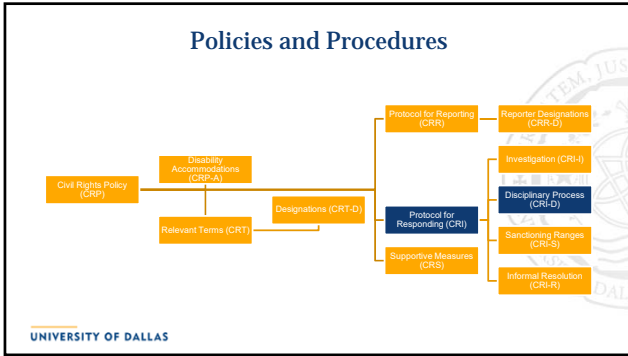 Policies and Procedures
Protocol for Reporting
(CRR)
Reporter Designations
(CRR-D)
Disability
Accommodations
(CRP-A)
Investigation (CRI-I)
Civil Rights Policy
(CRP)
Disciplinary Process
(CRI-D)
Designations (CRT-D)
Protocol for
Responding (CRI)
Relevant Terms (CRT)
Sanctioning Ranges
(CRI-S)
Supportive Measures
(CRS)
Informal Resolution
(CRI-R)
UNIVERSITY OF DALLAS